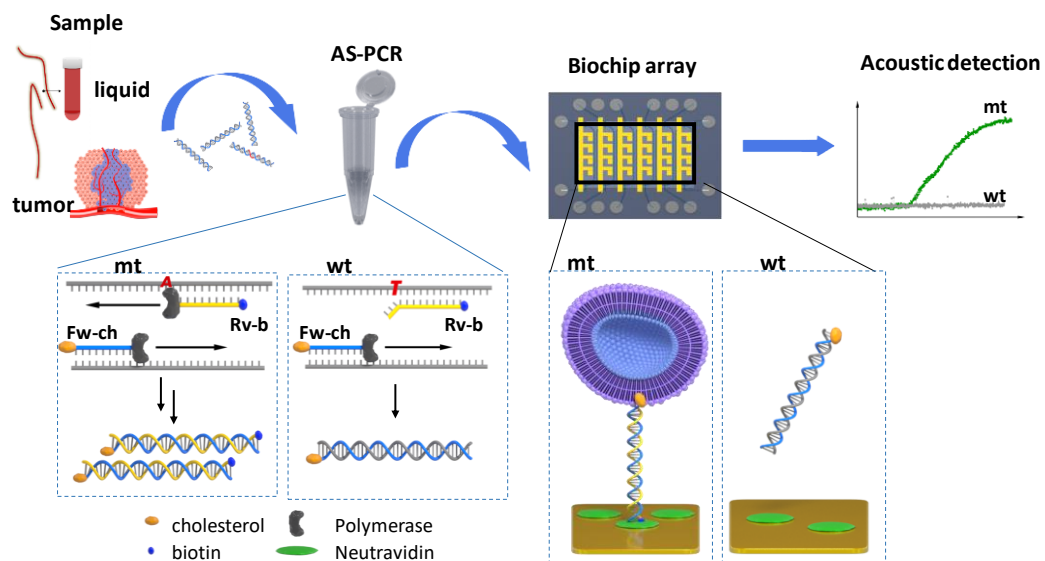 Sample
liquid
tumor
AS-PCR
Biochip array
Acoustic detection
mt
wt
mt
A
Rv-b
Fw-ch
wt
T
Rv-b
Fw-ch
mt
wt
cholesterol
Polymerase
biotin
Neutravidin